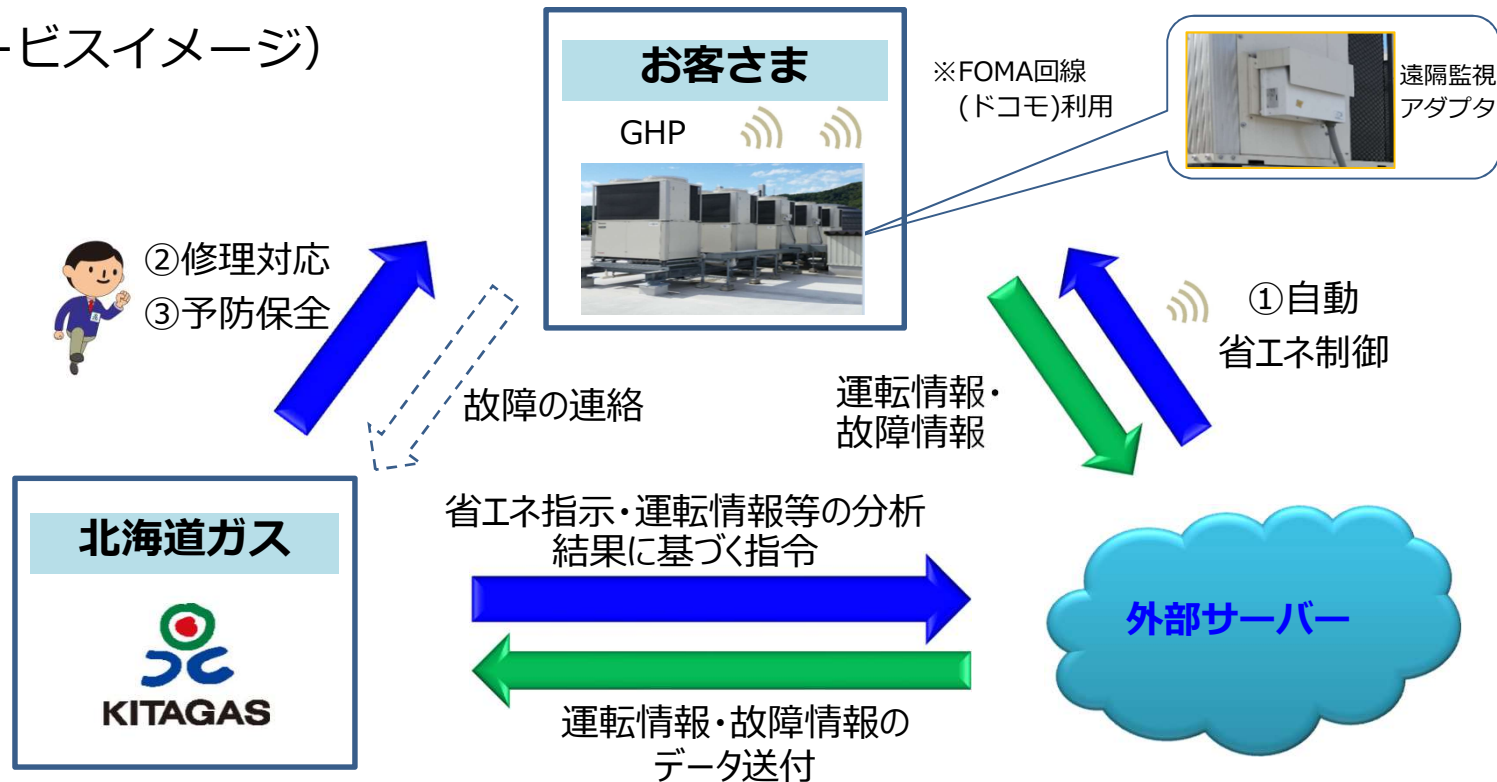 ービスイメージ）
お客さま
GHP
※FOMA回線
(ドコモ)利用
遠隔監視
アダプタ
②修理対応
③予防保全
①自動
省エネ制御
故障の連絡
運転情報・
故障情報
北海道ガス
KITAGAS
省エネ指示・運転情報等の分析
結果に基づく指令
外部サーバー
運転情報・故障情報の
データ送付